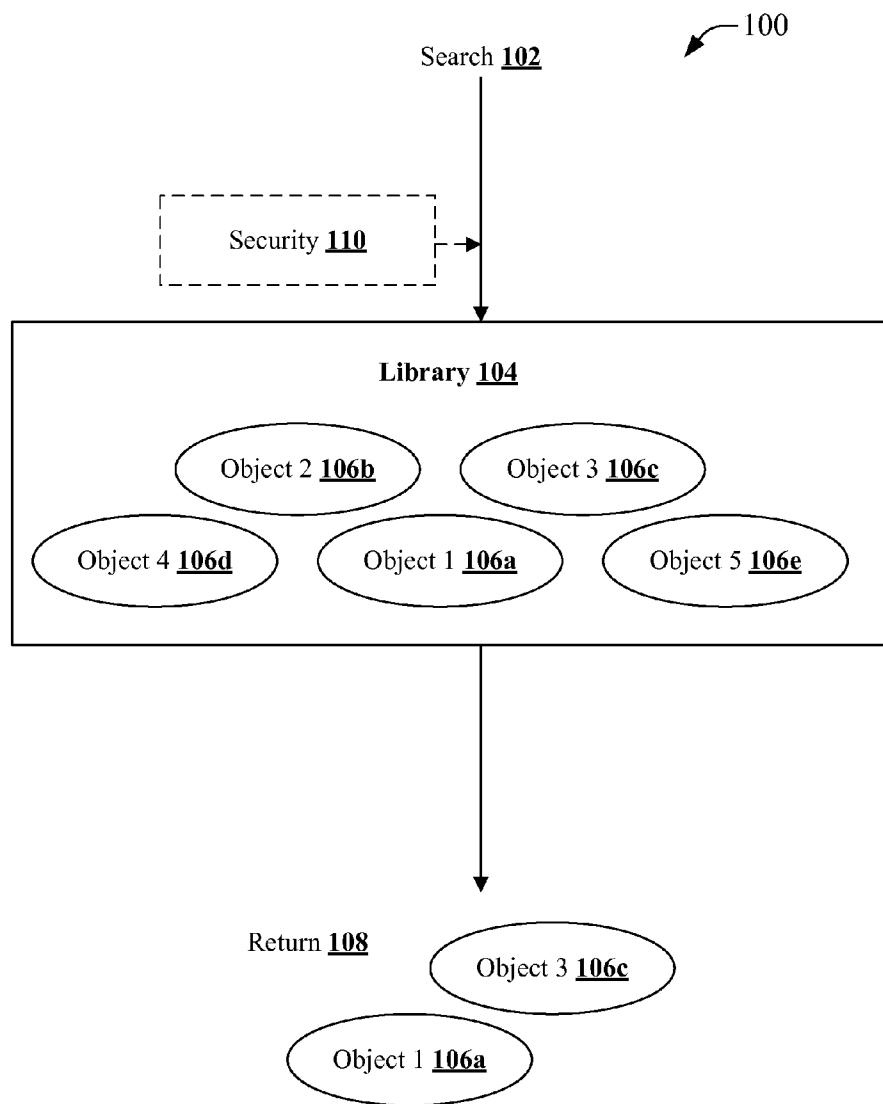 100
Search 102
Security 110
Library 104
Object 2 106b
Object 3 106c
Object 4 106d
Object 1 106a
Object 5 106e
Return 108
Object 3 106c
Object 1 106a